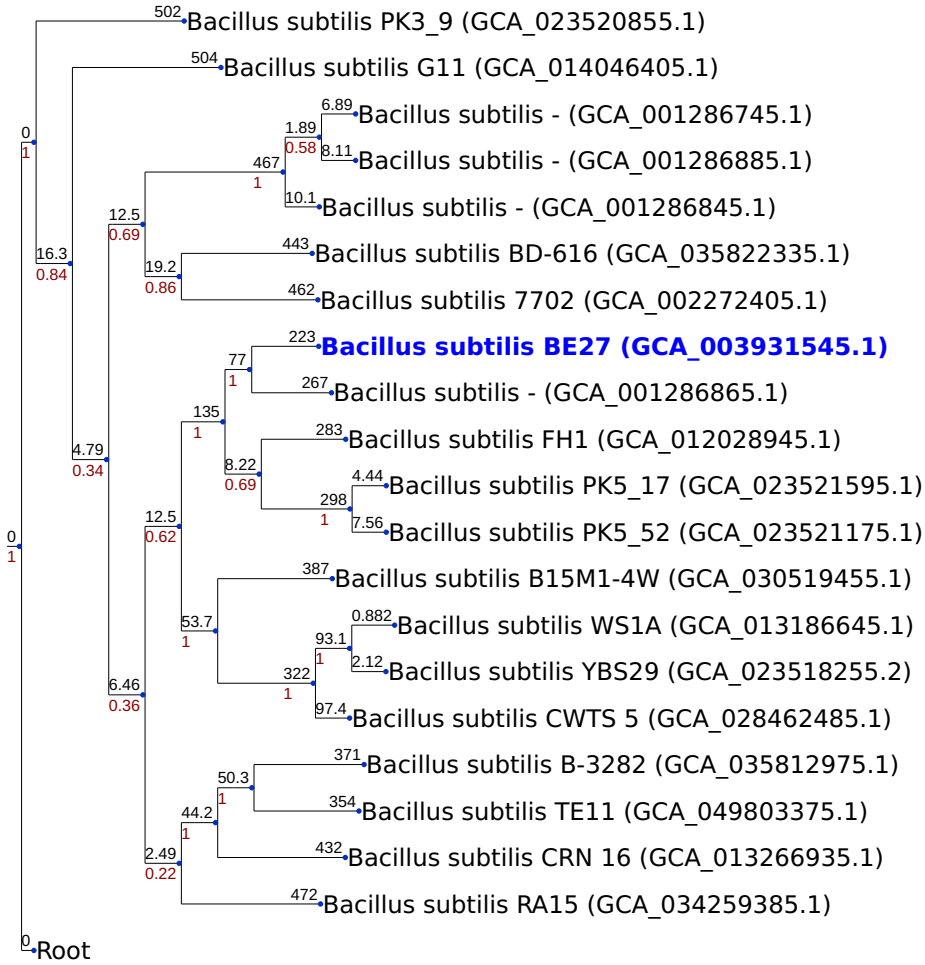 502
Bacillus subtilis PK3_9 (GCA_023520855.1)
504
Bacillus subtilis G11 (GCA_014046405.1)
6.89
Bacillus subtilis - (GCA_001286745.1)
0
1
1.89
0.58
8.11
Bacillus subtilis - (GCA_001286885.1)
467
1
10.1
Bacillus subtilis - (GCA_001286845.1)
12.5
0.69
443
Bacillus subtilis BD-616 (GCA_035822335.1)
16.3
0.84
19.2
0.86
462
Bacillus subtilis 7702 (GCA_002272405.1)
223
Bacillus subtilis BE27 (GCA_003931545.1)
77
1
267
Bacillus subtilis - (GCA_001286865.1)
135
1
283
Bacillus subtilis FH1 (GCA_012028945.1)
4.79
0.34
8.22
0.69
4.44
Bacillus subtilis PK5_17 (GCA_023521595.1)
298
1
12.5
0.62
7.56
Bacillus subtilis PK5_52 (GCA_023521175.1)
0
1
387
Bacillus subtilis B15M1-4W (GCA_030519455.1)
53.7
1
0.882
Bacillus subtilis WS1A (GCA_013186645.1)
93.1
1
2.12
Bacillus subtilis YBS29 (GCA_023518255.2)
322
1
6.46
0.36
97.4
Bacillus subtilis CWTS 5 (GCA_028462485.1)
371
Bacillus subtilis B-3282 (GCA_035812975.1)
50.3
1
354
Bacillus subtilis TE11 (GCA_049803375.1)
44.2
1
432
Bacillus subtilis CRN 16 (GCA_013266935.1)
2.49
0.22
472
Bacillus subtilis RA15 (GCA_034259385.1)
0
Root